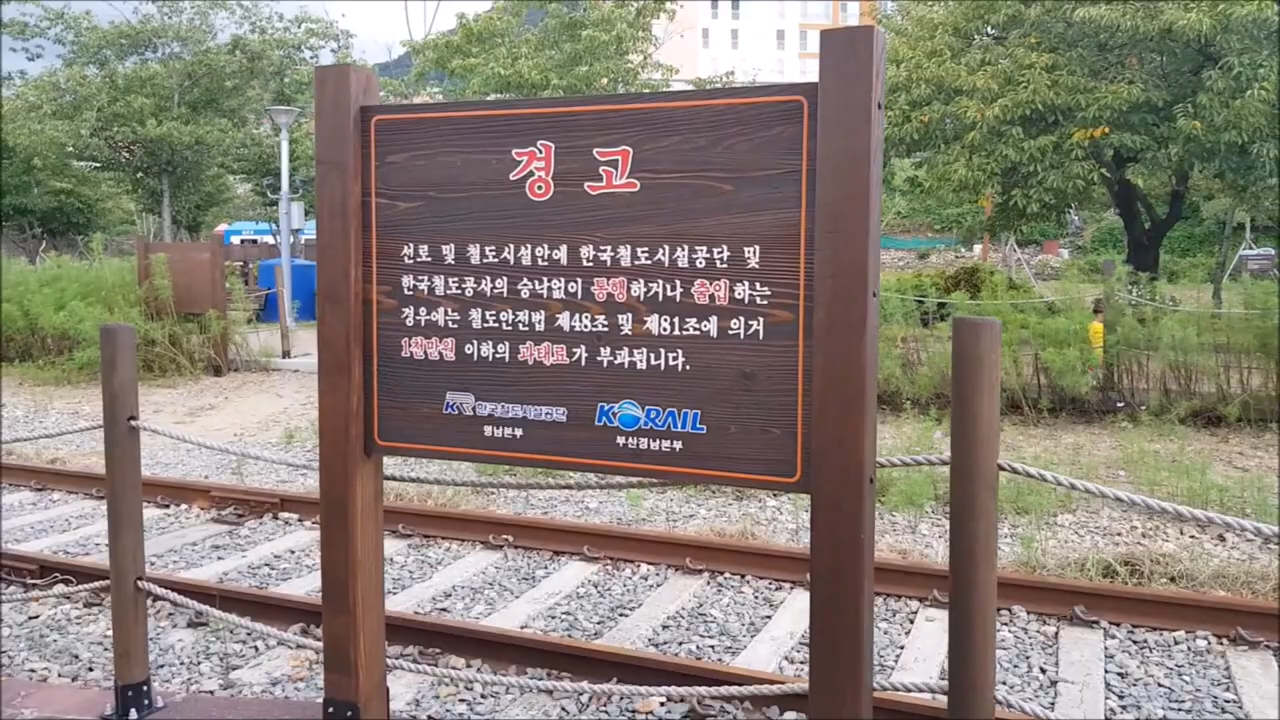 경고
선로 및 철도시설안에 한국철도시설공단 및
한국철도공사의 승낙없이 통행하거나 출입하는
경우에는 철도안전법 제48조 및 제81조에 의거
1천만원 이하의 과태료가 부과됩니다.
KR 한국철도시설공단
영남본부
KORAIL
부산경남본부